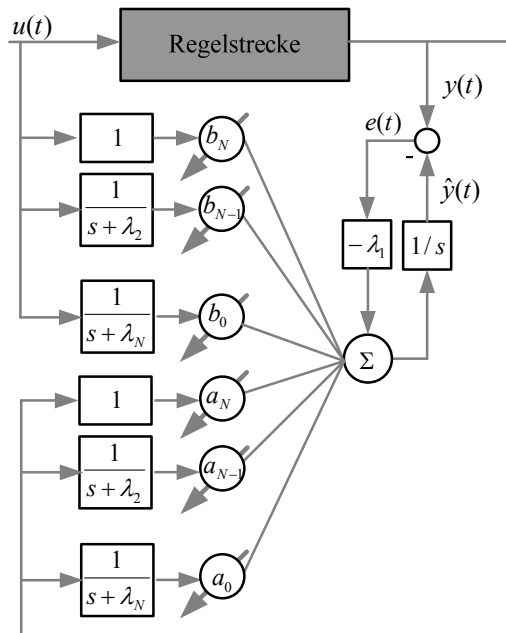 u(t)
Regelstrecke
y(t)
e(t)
-
ŷ(t)
1
b_N
1/(s + λ_2)
b_{N-1}
- λ_1
1/s
1/(s + λ_N)
b_0
Σ
1
a_N
1/(s + λ_2)
a_{N-1}
1/(s + λ_N)
a_0